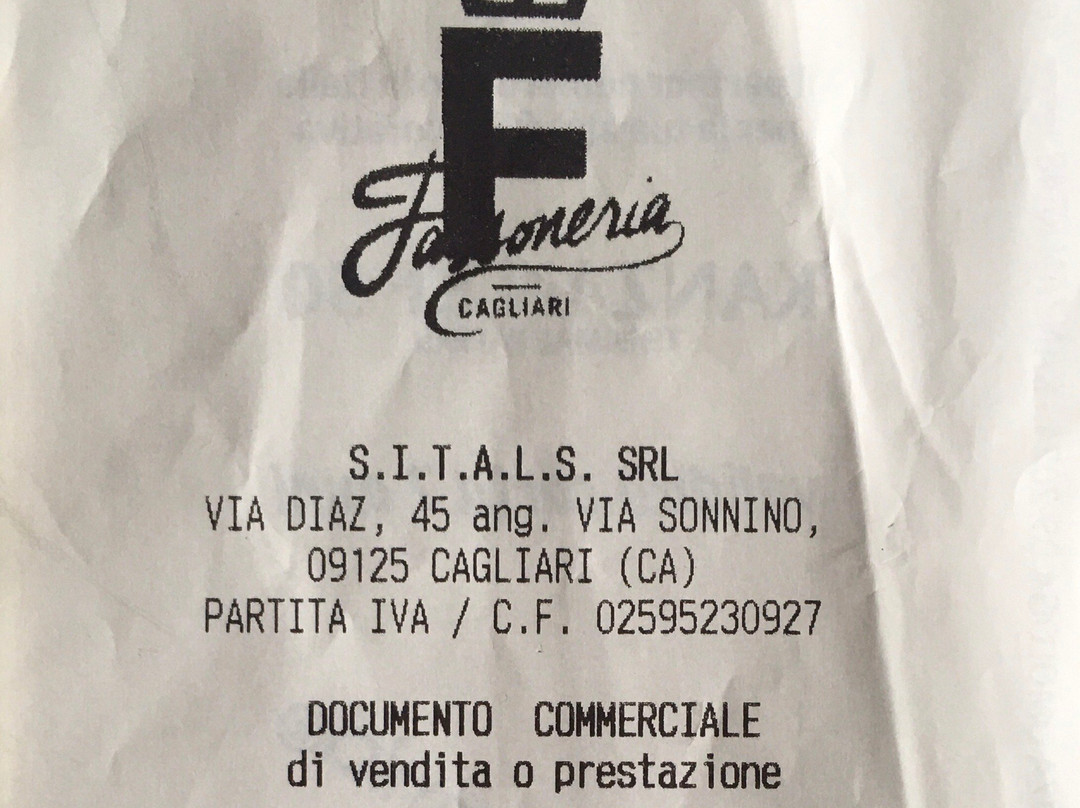 F
Fassoneria
CAGLIARI
S.I.T.A.L.S. SRL
VIA DIAZ, 45 ang. VIA SONNINO,
09125 CAGLIARI (CA)
PARTITA IVA / C.F. 02595230927
DOCUMENTO COMMERCIALE
di vendita o prestazione